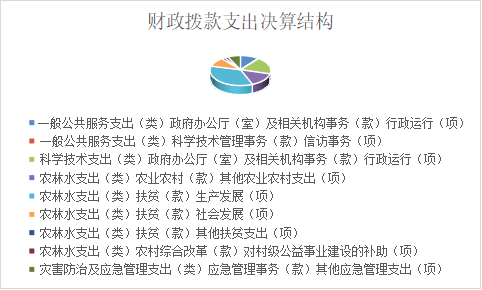 财政拨款支出决算结构
一般公共服务支出（类）政府办公厅（室）及相关机构事务（款）行政运行（项）
一般公共服务支出（类）科学技术管理事务（款）信访事务（项）
科学技术支出（类）政府办公厅（室）及相关机构事务（款）行政运行（项）
农林水支出（类）农业农村（款）其他农业农村支出（项）
农林水支出（类）扶贫（款）生产发展（项）
农林水支出（类）扶贫（款）社会发展（项）
农林水支出（类）扶贫（款）其他扶贫支出（项）
农林水支出（类）农村综合改革（款）对村级公益事业建设的补助（项）
灾害防治及应急管理支出（类）应急管理事务（款）其他应急管理支出（项）